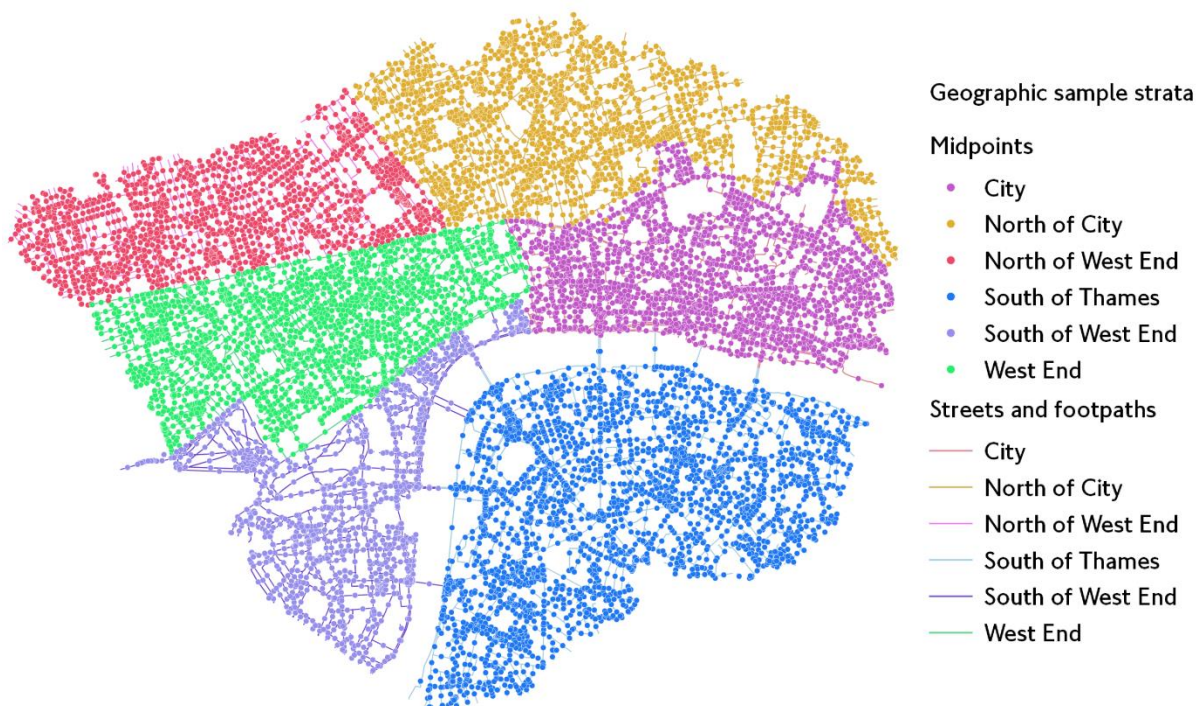 Geographic sample strata
Midpoints
City
North of City
North of West End
South of Thames
South of West End
West End
Streets and footpaths
City
North of City
North of West End
South of Thames
South of West End
West End